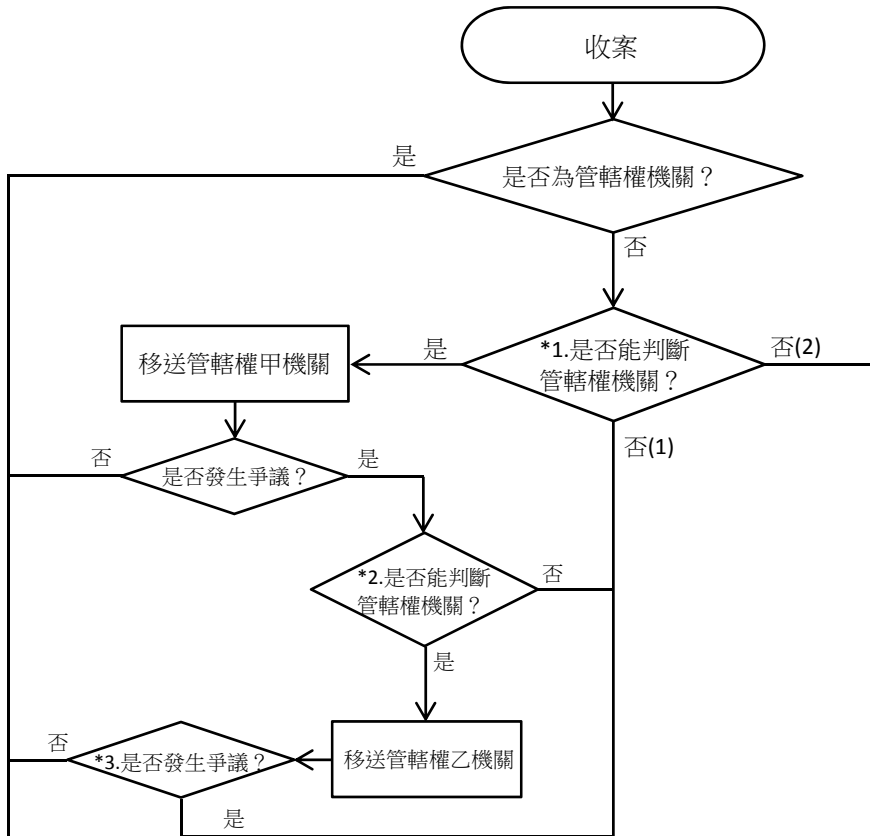 收案
是
是否為管轄權機關？
否
移送管轄權甲機關
是
*1.是否能判斷
管轄權機關？
否(2)
否(1)
否
是否發生爭議？
是
*2.是否能判斷
管轄權機關？
否
是
否
*3.是否發生爭議？
移送管轄權乙機關
是